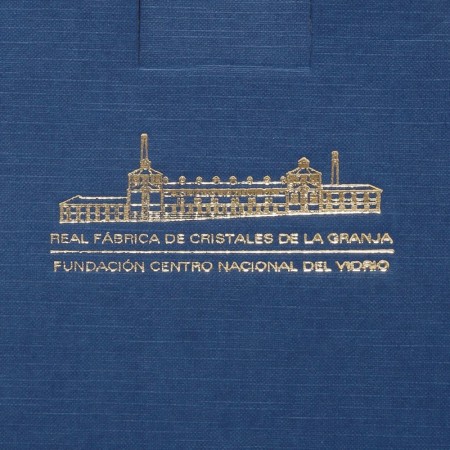 REAL FÁBRICA DE CRISTALES DE LA GRANJA
FUNDACIÓN CENTRO NACIONAL DEL VIDRIO